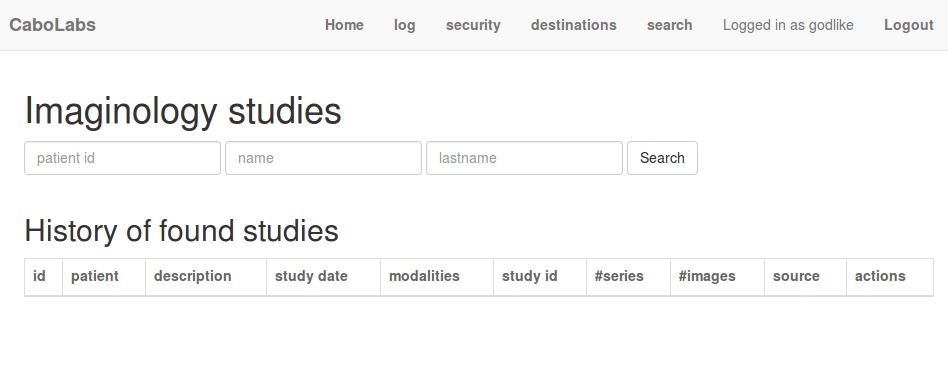 CaboLabs Home log security destinations search Logged in as godlike Logout
Imaginology studies
patient id name lastname Search
History of found studies
id patient description study date modalities study id #series #images source actions